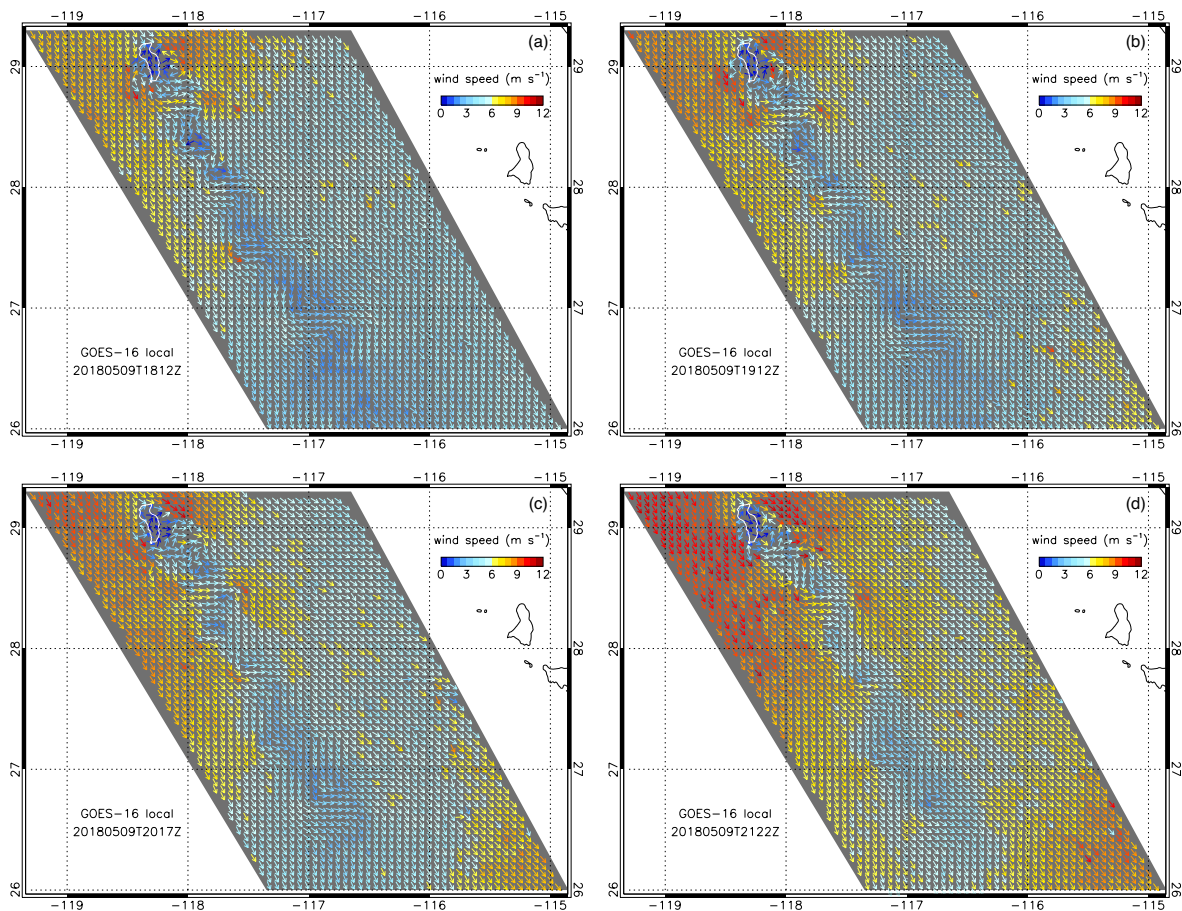 −119 −118 −117 −116 −115
(a)
29
29
wind speed (m s⁻¹)
0 3 6 9 12
28
28
27
27
GOES−16 local
20180509T1812Z
26
26
−119 −118 −117 −116 −115
−119 −118 −117 −116 −115
(b)
29
29
wind speed (m s⁻¹)
0 3 6 9 12
28
28
27
27
GOES−16 local
20180509T1912Z
26
26
−119 −118 −117 −116 −115
−119 −118 −117 −116 −115
(c)
29
29
wind speed (m s⁻¹)
0 3 6 9 12
28
28
27
27
GOES−16 local
20180509T2017Z
26
26
−119 −118 −117 −116 −115
−119 −118 −117 −116 −115
(d)
29
29
wind speed (m s⁻¹)
0 3 6 9 12
28
28
27
27
GOES−16 local
20180509T2122Z
26
26
−119 −118 −117 −116 −115